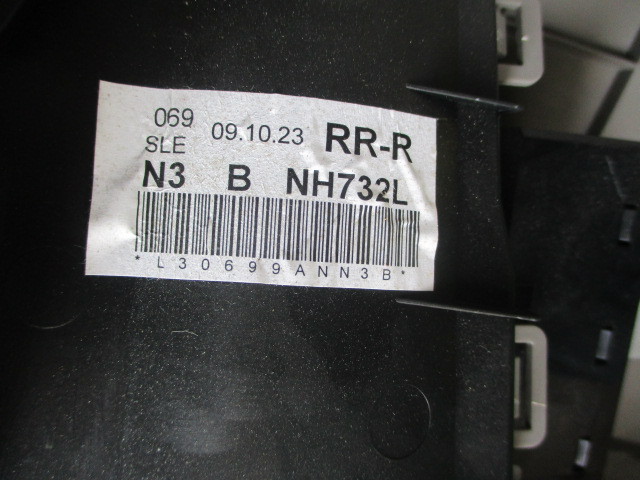 069 09.10.23 RR-R
SLE
N3 B NH732L
*L30699ANN3B*